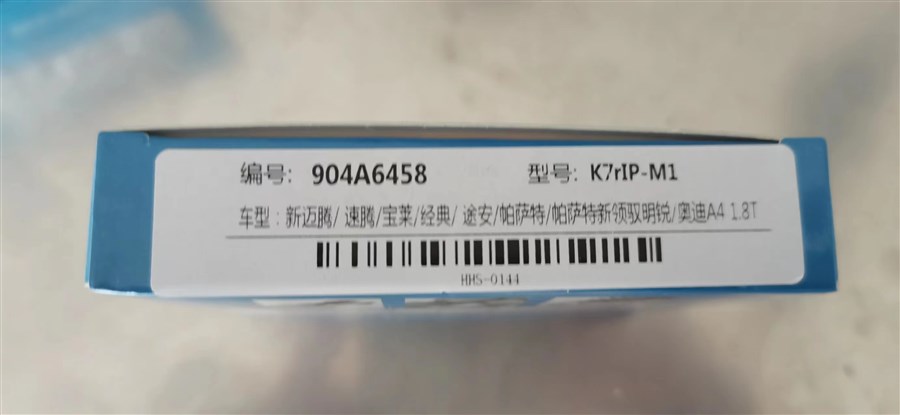 编号: 904A6458 型号: K7rIP-M1
车型：新迈腾/ 速腾/宝莱/经典/ 途安/帕萨特/帕萨特新领驭明锐/奥迪A4 1.8T
HH5-0144